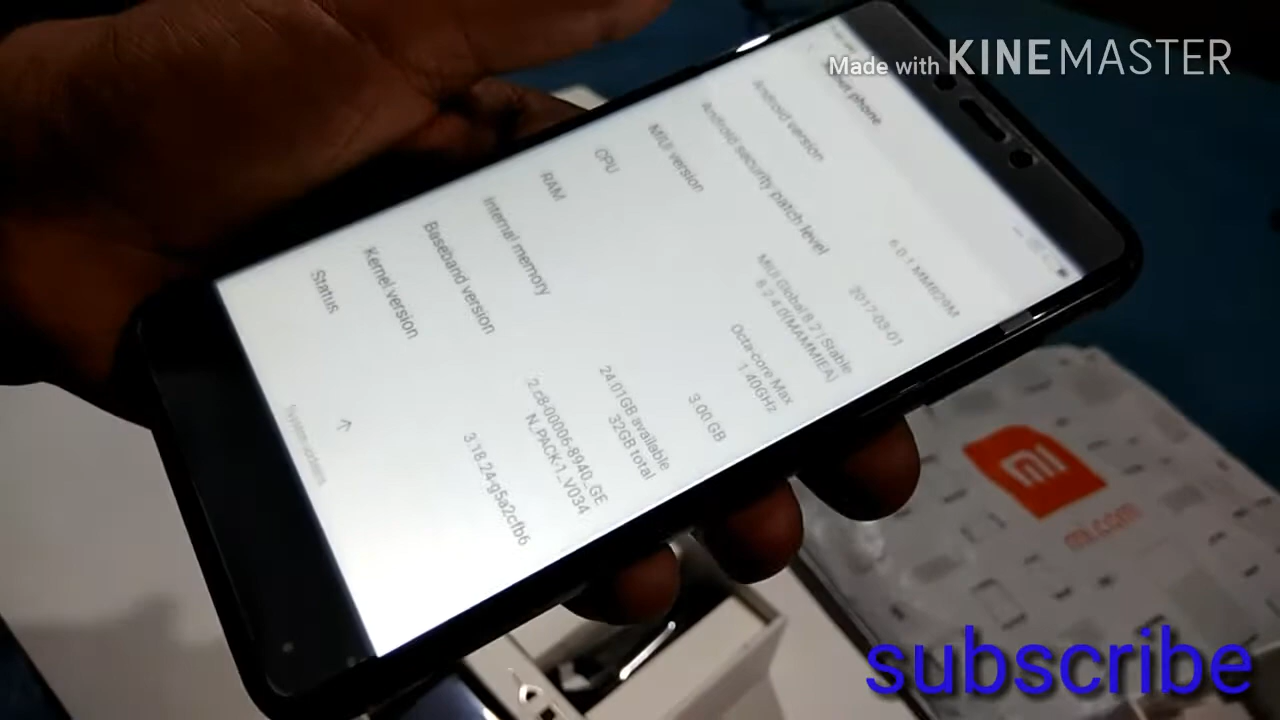 Made with KINEMASTER
phone
Android version
6.0.1 MMB29M
Android security patch level
2017-03-01
MIUI version
MIUI Global 8.2 | Stable
8.2.4.0(MAMMIEA)
CPU
Octa-core Max
1.40GHz
RAM
3.00 GB
Internal memory
24.01GB available
32GB total
Baseband version
2.c8-00006-8940_GE
N_PACK-1_V034
Kernel version
3.18.24-g5a2cfb6
Status
mi
mi.com
subscribe